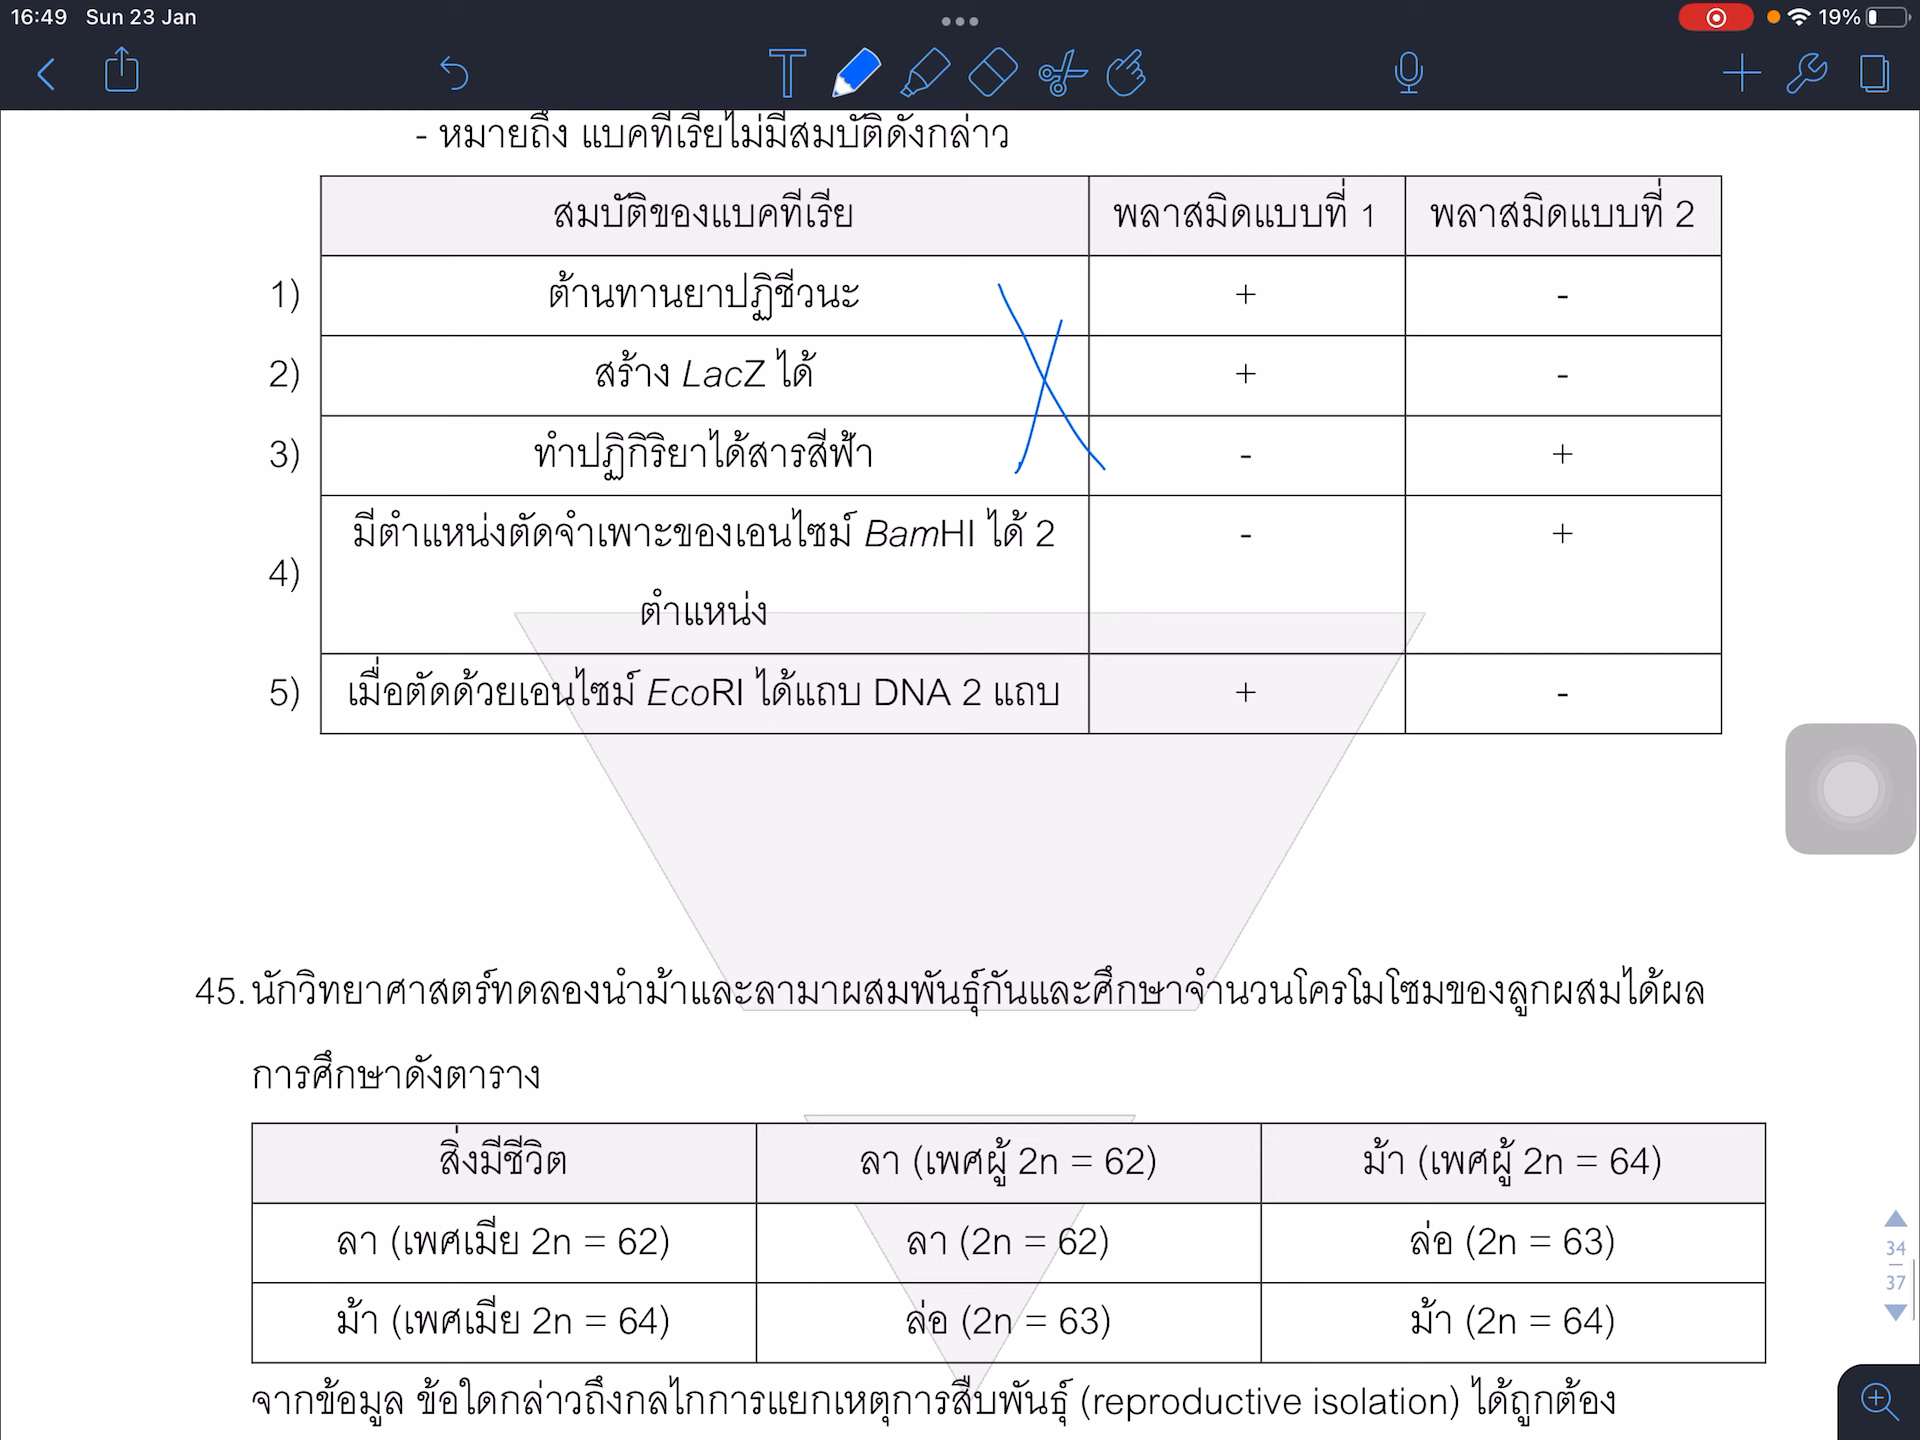 16:49 Sun 23 Jan
19%
- หมายถึง แบคทีเรียไม่มีสมบัติดังกล่าว
สมบัติของแบคทีเรีย พลาสมิดแบบที่ 1 พลาสมิดแบบที่ 2
1) ต้านทานยาปฏิชีวนะ + -
2) สร้าง LacZ ได้ + -
3) ทำปฏิกิริยาได้สารสีฟ้า - +
4) มีตำแหน่งตัดจำเพาะของเอนไซม์ BamHI ได้ 2 - +
ตำแหน่ง
5) เมื่อตัดด้วยเอนไซม์ EcoRI ได้แถบ DNA 2 แถบ + -
45. นักวิทยาศาสตร์ทดลองนำม้าและลามาผสมพันธุ์กันและศึกษาจำนวนโครโมโซมของลูกผสมได้ผล
การศึกษาดังตาราง
สิ่งมีชีวิต ลา (เพศผู้ 2n = 62) ม้า (เพศผู้ 2n = 64)
ลา (เพศเมีย 2n = 62) ลา (2n = 62) ล่อ (2n = 63)
ม้า (เพศเมีย 2n = 64) ล่อ (2n = 63) ม้า (2n = 64)
จากข้อมูล ข้อใดกล่าวถึงกลไกการแยกเหตุการสืบพันธุ์ (reproductive isolation) ได้ถูกต้อง
34
37